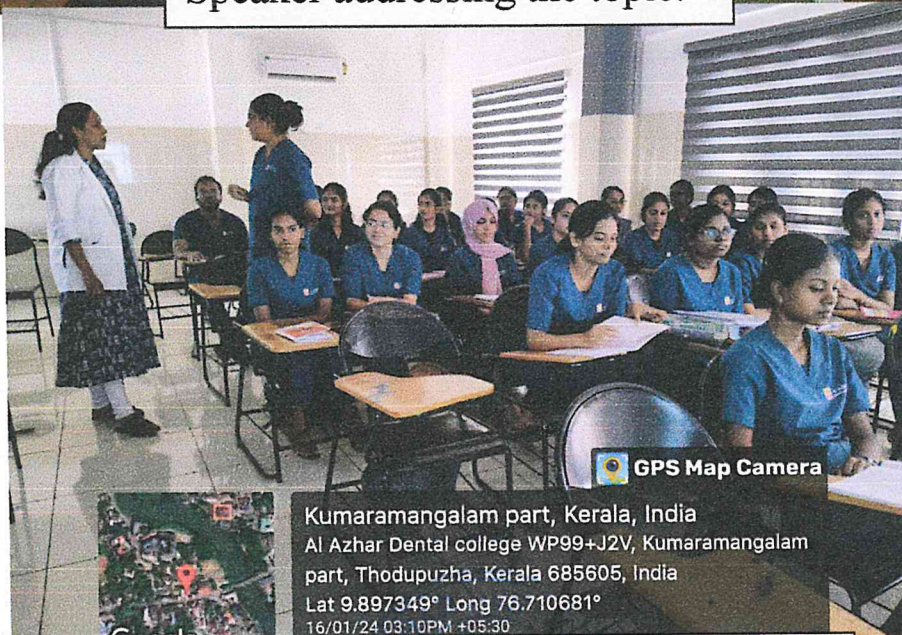 Speaker addressing the topic.
GPS Map Camera
Kumaramangalam part, Kerala, India
Al Azhar Dental college WP99+J2V, Kumaramangalam
part, Thodupuzha, Kerala 685605, India
Lat 9.897349° Long 76.710681°
16/01/24 03:10PM +05:30
Google